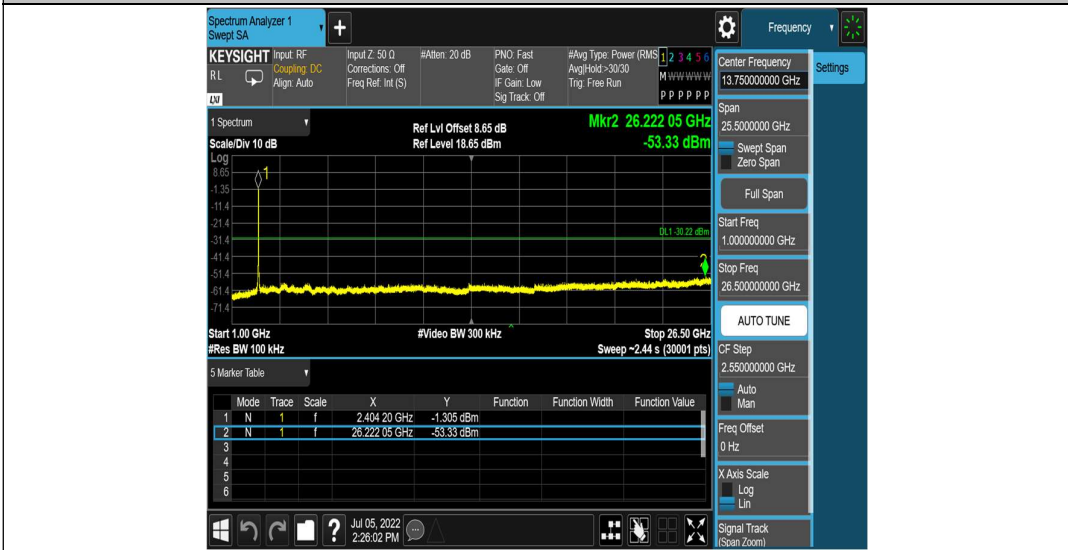 Spectrum Analyzer 1
Swept SA
+
Frequency
KEYSIGHT
RL
LXI
Input: RF
Coupling: DC
Align: Auto
Input Z: 50 Ω
Corrections: Off
Freq Ref: Int (S)
#Atten: 20 dB
PNO: Fast
Gate: Off
IF Gain: Low
Sig Track: Off
#Avg Type: Power (RMS
Avg|Hold:>30/30
Trig: Free Run
1 2 3 4 5 6
M W W W W W
P P P P P P
1 Spectrum
Scale/Div 10 dB
Ref Lvl Offset 8.65 dB
Ref Level 18.65 dBm
Mkr2 26.222 05 GHz
-53.33 dBm
Log
8.65
-1.35
-11.4
-21.4
-31.4
-41.4
-51.4
-61.4
-71.4
1
DL1 -30.22 dBm
2
Start 1.00 GHz
#Res BW 100 kHz
#Video BW 300 kHz
Stop 26.50 GHz
Sweep ~2.44 s (30001 pts)
5 Marker Table
Mode Trace Scale X Y Function Function Width Function Value
1 N 1 f 2.404 20 GHz -1.305 dBm
2 N 1 f 26.222 05 GHz -53.33 dBm
3
4
5
6
?
Jul 05, 2022
2:26:02 PM
Center Frequency
13.750000000 GHz
Settings
Span
25.5000000 GHz
Swept Span
Zero Span
Full Span
Start Freq
1.000000000 GHz
Stop Freq
26.500000000 GHz
AUTO TUNE
CF Step
2.550000000 GHz
Auto
Man
Freq Offset
0 Hz
X Axis Scale
Log
Lin
Signal Track
(Span Zoom)